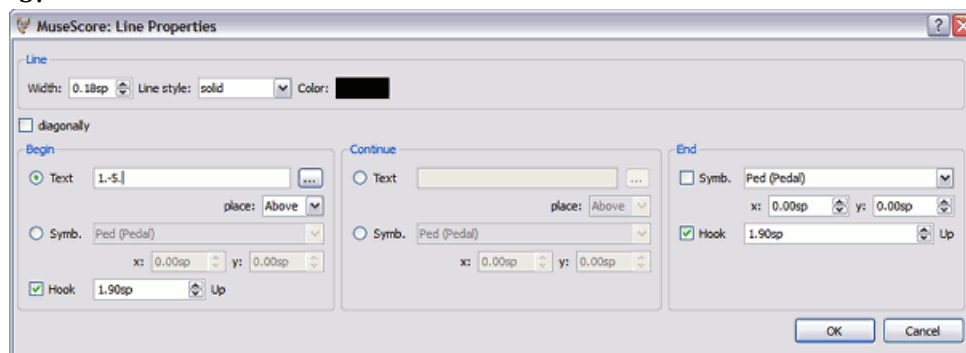 MuseScore: Line Properties
Line
Width: 0.18sp Line style: solid Color:
diagonally
Begin Continue End
Text 1.-5. ... Text ... Symb. Ped (Pedal)
place: Above place: Above x: 0.00sp y: 0.00sp
Symb. Ped (Pedal) Symb. Ped (Pedal) Hook 1.90sp Up
x: 0.00sp y: 0.00sp x: 0.00sp y: 0.00sp
Hook 1.90sp Up
OK Cancel